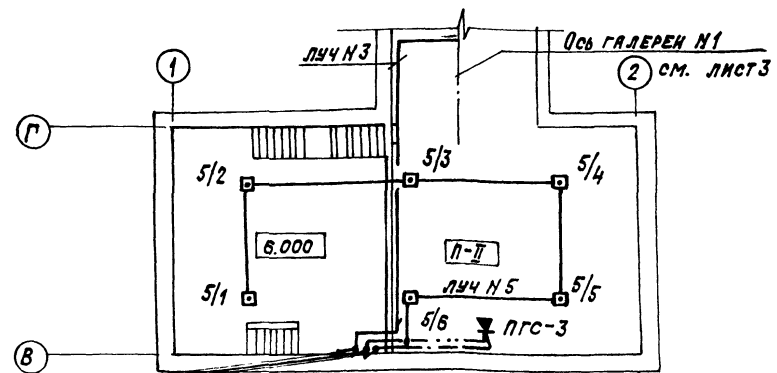 ЛУЧ N3
Ось ГАЛЕРЕИ N1
1
2 см. лист 3
Г
5/2
5/3
5/4
6.000
П-II
ЛУЧ N5
5/1
5/6
5/5
ПГС-3
В